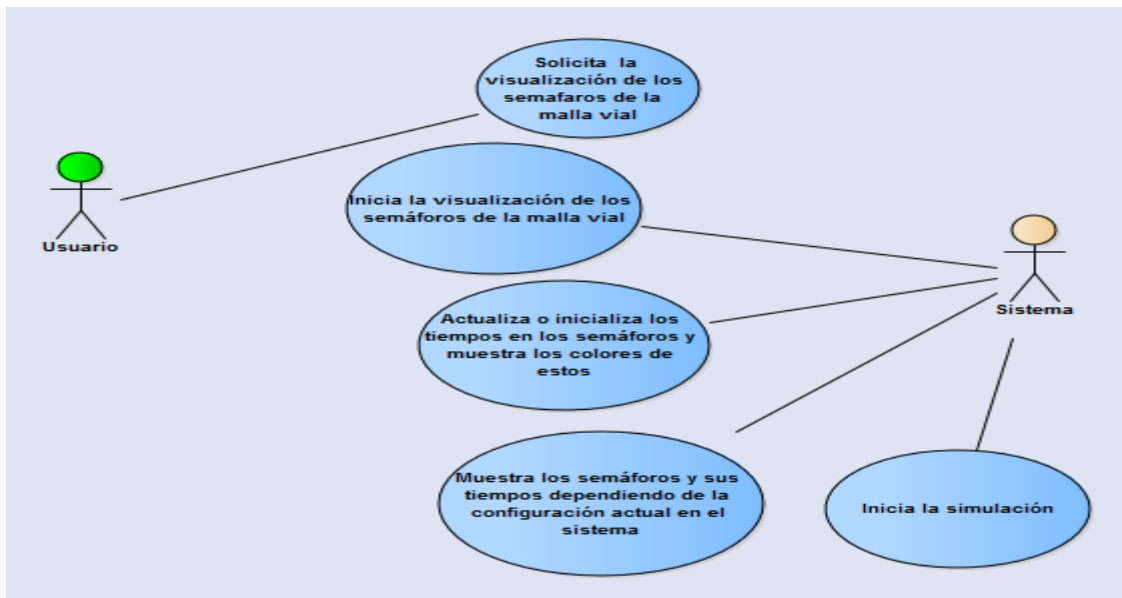 Solicita la
visualización de los
semafaros de la
malla vial
Inicia la visualización de los
semáforos de la malla vial
Usuario
Sistema
Actualiza o inicializa los
tiempos en los semáforos y
muestra los colores de
estos
Muestra los semáforos y sus
tiempos dependiendo de la
configuración actual en el
sistema
Inicia la simulación